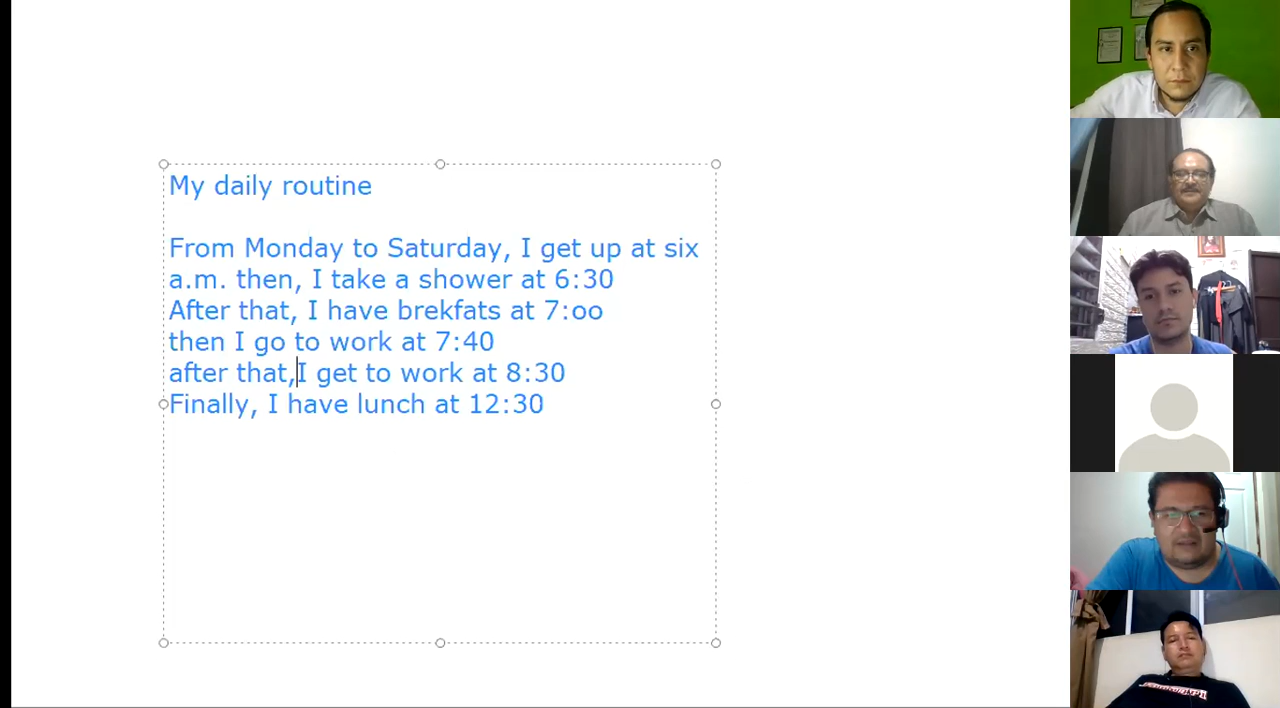 My daily routine
From Monday to Saturday, I get up at six
a.m. then, I take a shower at 6:30
After that, I have brekfats at 7:oo
then I go to work at 7:40
after that,I get to work at 8:30
Finally, I have lunch at 12:30